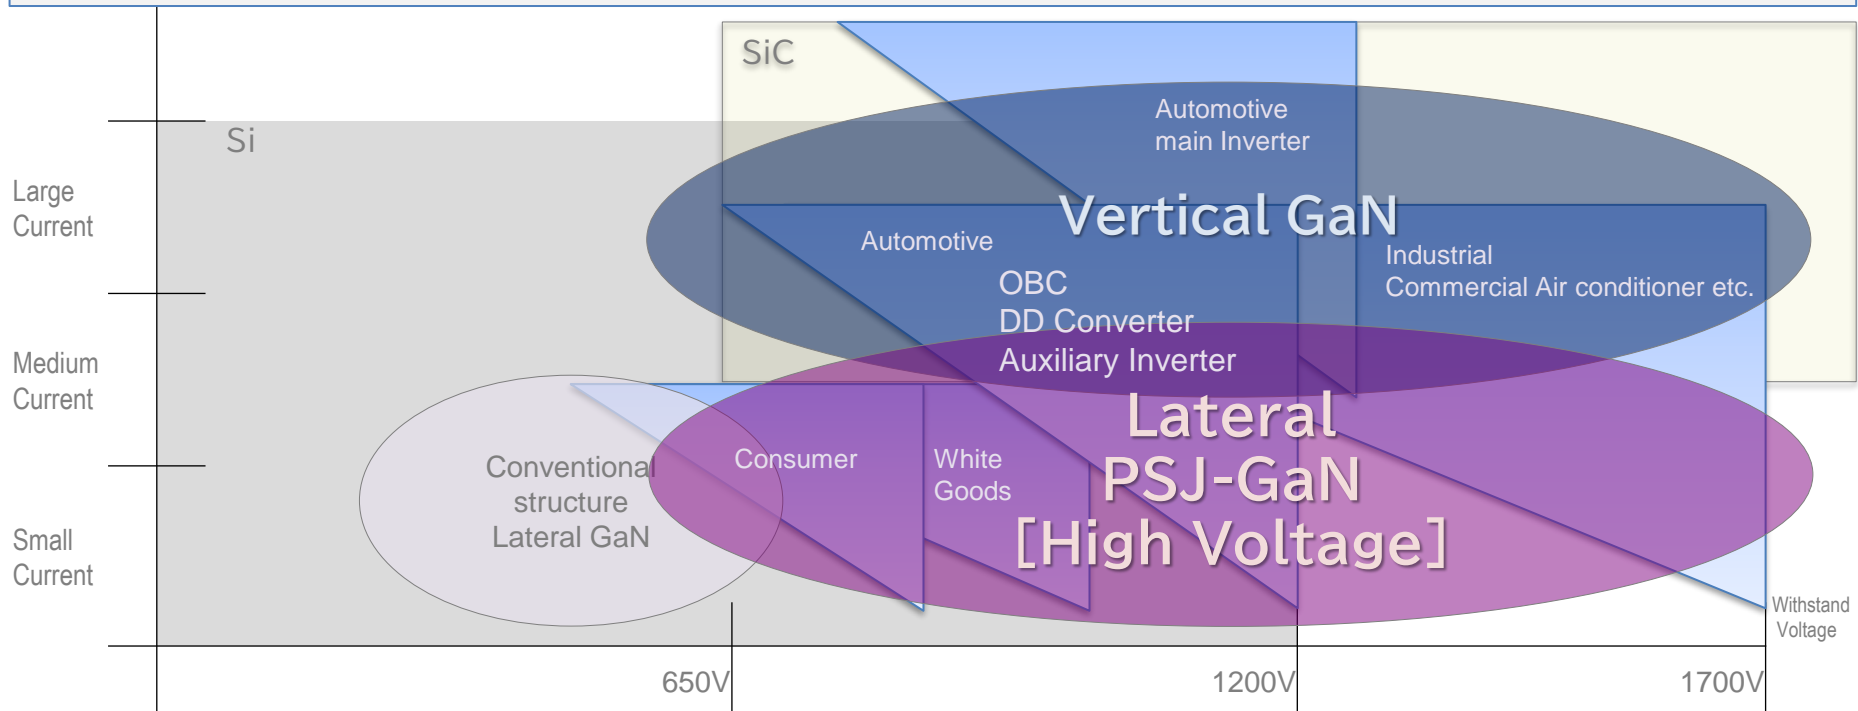 SiC
Si
Automotive
main Inverter
Large
Current
Vertical GaN
Automotive
Industrial
Commercial Air conditioner etc.
OBC
DD Converter
Auxiliary Inverter
Medium
Current
Lateral
PSJ-GaN
[High Voltage]
Conventional
structure
Lateral GaN
Consumer
White
Goods
Small
Current
Withstand
Voltage
650V
1200V
1700V